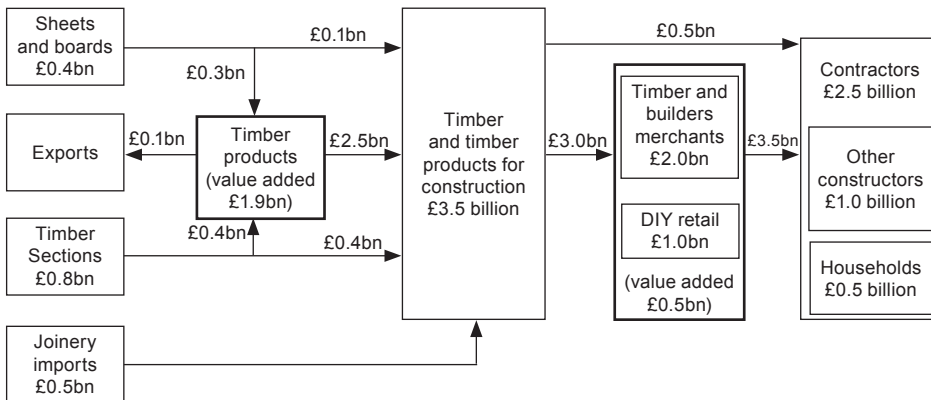 Sheets
and boards
£0.4bn
£0.1bn
£0.3bn
Exports
£0.1bn
Timber
products
(value added
£1.9bn)
£2.5bn
Timber
Sections
£0.8bn
£0.4bn
£0.4bn
Joinery
imports
£0.5bn
Timber
and timber
products for
construction
£3.5 billion
£0.5bn
£3.0bn
Timber and
builders
merchants
£2.0bn
DIY retail
£1.0bn
(value added
£0.5bn)
£3.5bn
Contractors
£2.5 billion
Other
constructors
£1.0 billion
Households
£0.5 billion